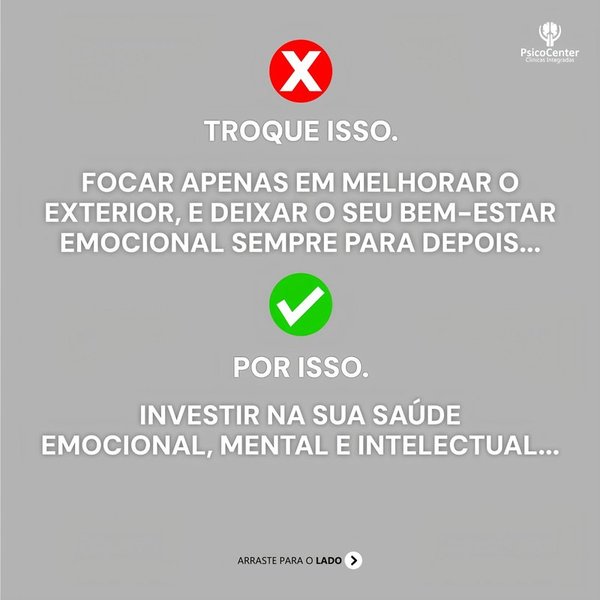 PsicoCenter
Clínicas Integradas
X
TROQUE ISSO.
FOCAR APENAS EM MELHORAR O
EXTERIOR, E DEIXAR O SEU BEM-ESTAR
EMOCIONAL SEMPRE PARA DEPOIS...
POR ISSO.
INVESTIR NA SUA SAÚDE
EMOCIONAL, MENTAL E INTELECTUAL...
ARRASTE PARA O LADO